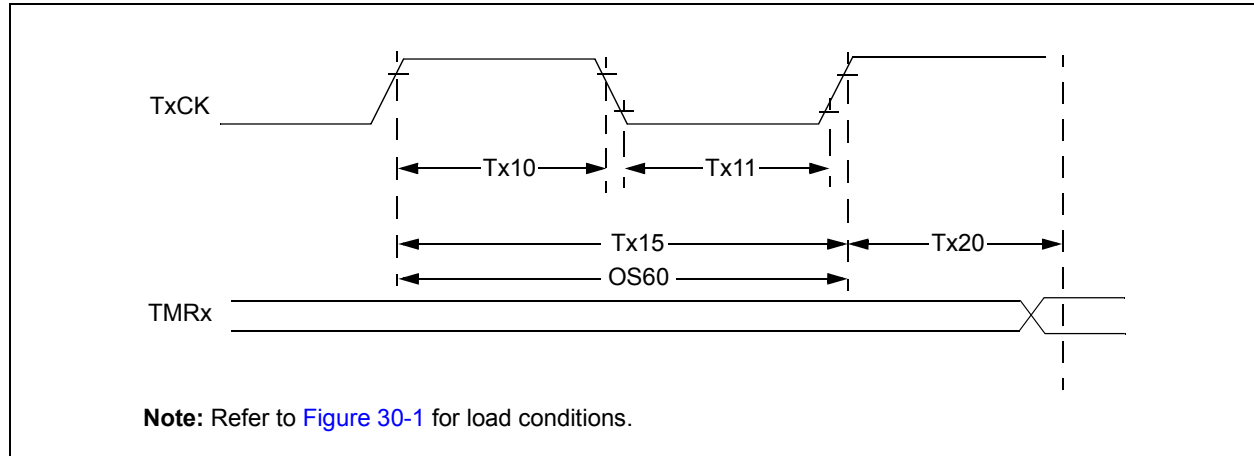 TxCK
Tx10 Tx11
Tx15 Tx20
OS60
TMRx
Note: Refer to Figure 30-1 for load conditions.